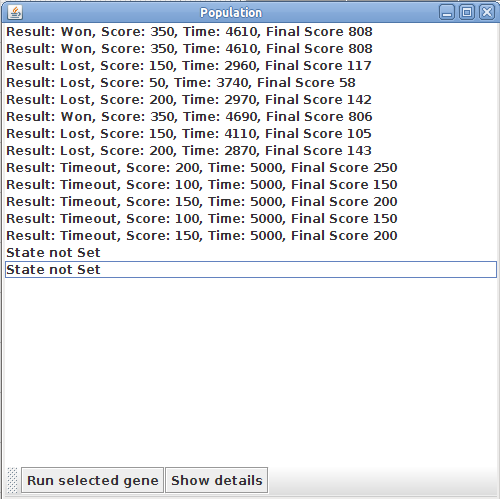 Population
Result: Won, Score: 350, Time: 4610, Final Score 808
Result: Won, Score: 350, Time: 4610, Final Score 808
Result: Lost, Score: 150, Time: 2960, Final Score 117
Result: Lost, Score: 50, Time: 3740, Final Score 58
Result: Lost, Score: 200, Time: 2970, Final Score 142
Result: Won, Score: 350, Time: 4690, Final Score 806
Result: Lost, Score: 150, Time: 4110, Final Score 105
Result: Lost, Score: 200, Time: 2870, Final Score 143
Result: Timeout, Score: 200, Time: 5000, Final Score 250
Result: Timeout, Score: 100, Time: 5000, Final Score 150
Result: Timeout, Score: 150, Time: 5000, Final Score 200
Result: Timeout, Score: 100, Time: 5000, Final Score 150
Result: Timeout, Score: 150, Time: 5000, Final Score 200
State not Set
State not Set
Run selected gene Show details